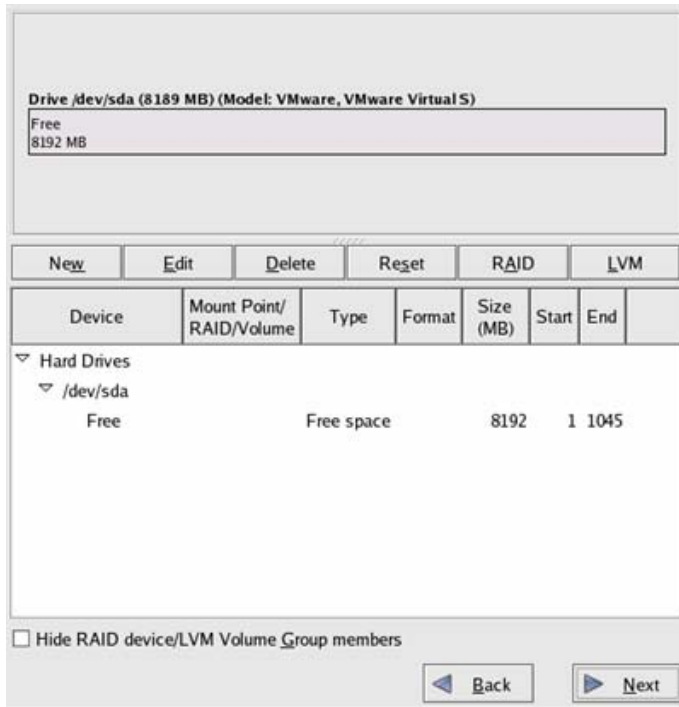 Drive /dev/sda (8189 MB) (Model: VMware, VMware Virtual S)
Free
8192 MB
New Edit Delete Reset RAID LVM
Device Mount Point/ RAID/Volume Type Format Size (MB) Start End
Hard Drives
/dev/sda
Free Free space 8192 1 1045
Hide RAID device/LVM Volume Group members
Back Next